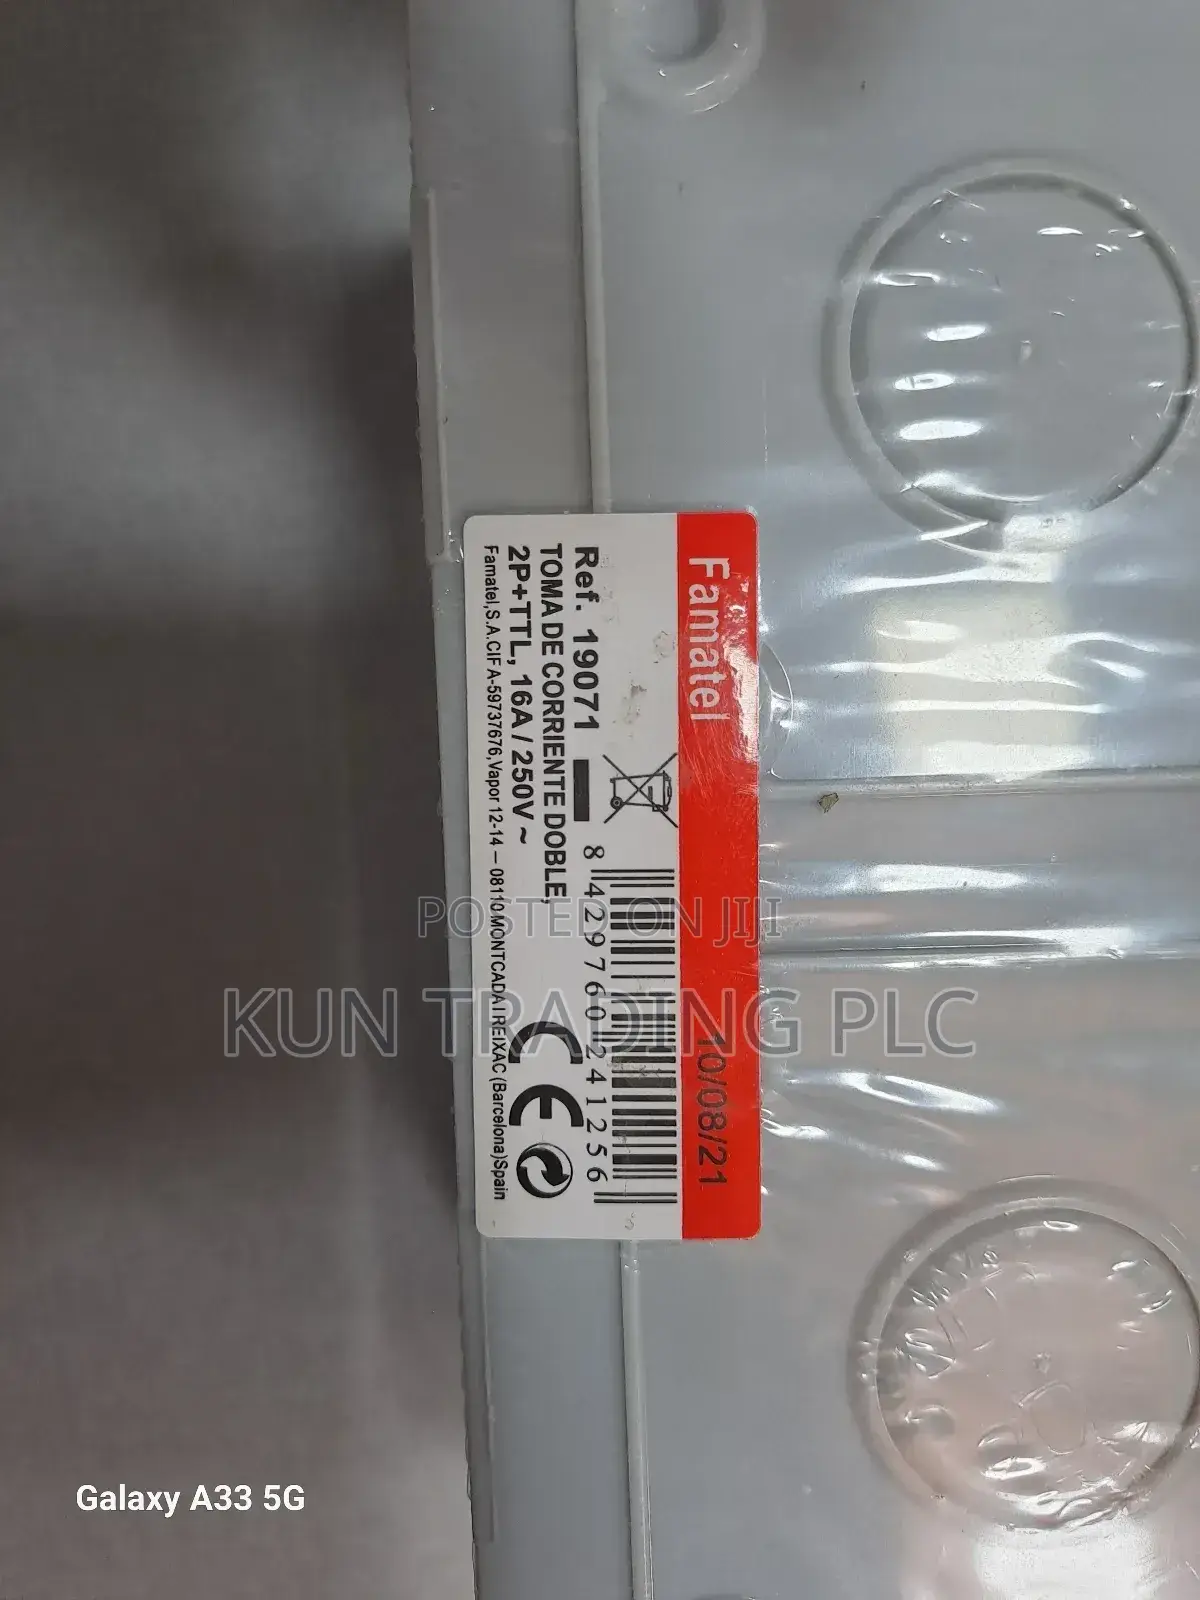 Famatel 10/08/21
Ref. 19071
8 429760 241256
TOMA DE CORRIENTE DOBLE,
2P+TTL, 16A / 250V ~
CE
Famatel,S.A.CIF A-59737676,Vapor 12-14 – 08110 MONTCADA I REIXAC (Barcelona)Spain
POSTED ON JIJI
KUN TRADING PLC
Galaxy A33 5G